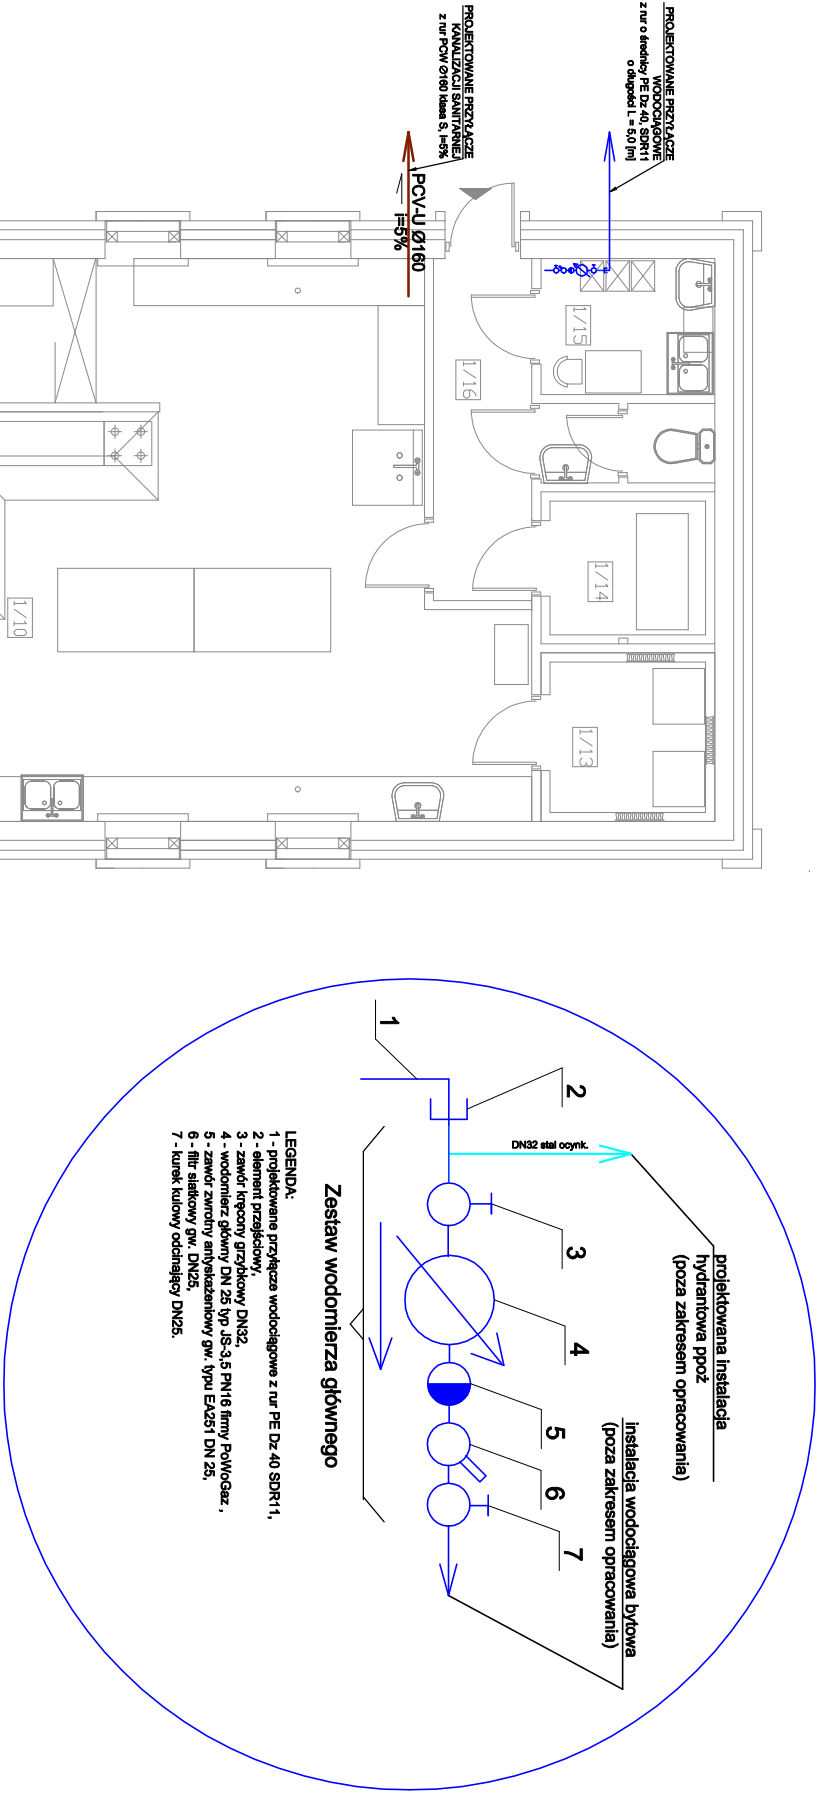 PROJEKTOWANE PRZYŁĄCZE
WODOCIĄGOWE
z rur o średnicy PE Dz 40, SDR11
o długości L = 5,0 [m]
PROJEKTOWANE PRZYŁĄCZE
KANALIZACJI SANITARNEJ
z rur PCW Ø160 klasa S, i=5%
PCV-U Ø160
i=5%
1/15
1/16
1/14
1/13
1/10
projektowana instalacja
hydrantowa ppoż
(poza zakresem opracowania)
instalacja wodociągowa bytowa
(poza zakresem opracowania)
DN32 stal ocynk.
1
2
3
4
5
6
7
Zestaw wodomierza głównego
LEGENDA:
1 - projektowane przyłącze wodociągowe z rur PE Dz 40 SDR11,
2 - element przejściowy,
3 - zawór kręcony grzybkowy DN32,
4 - wodomierz główny DN 25 typ JS-3,5 PN16 firmy PoWoGaz ,
5 - zawór zwrotny antyskażeniowy gw. typu EA251 DN 25,
6 - filtr siatkowy gw. DN25,
7 - kurek kulowy odcinający DN25.